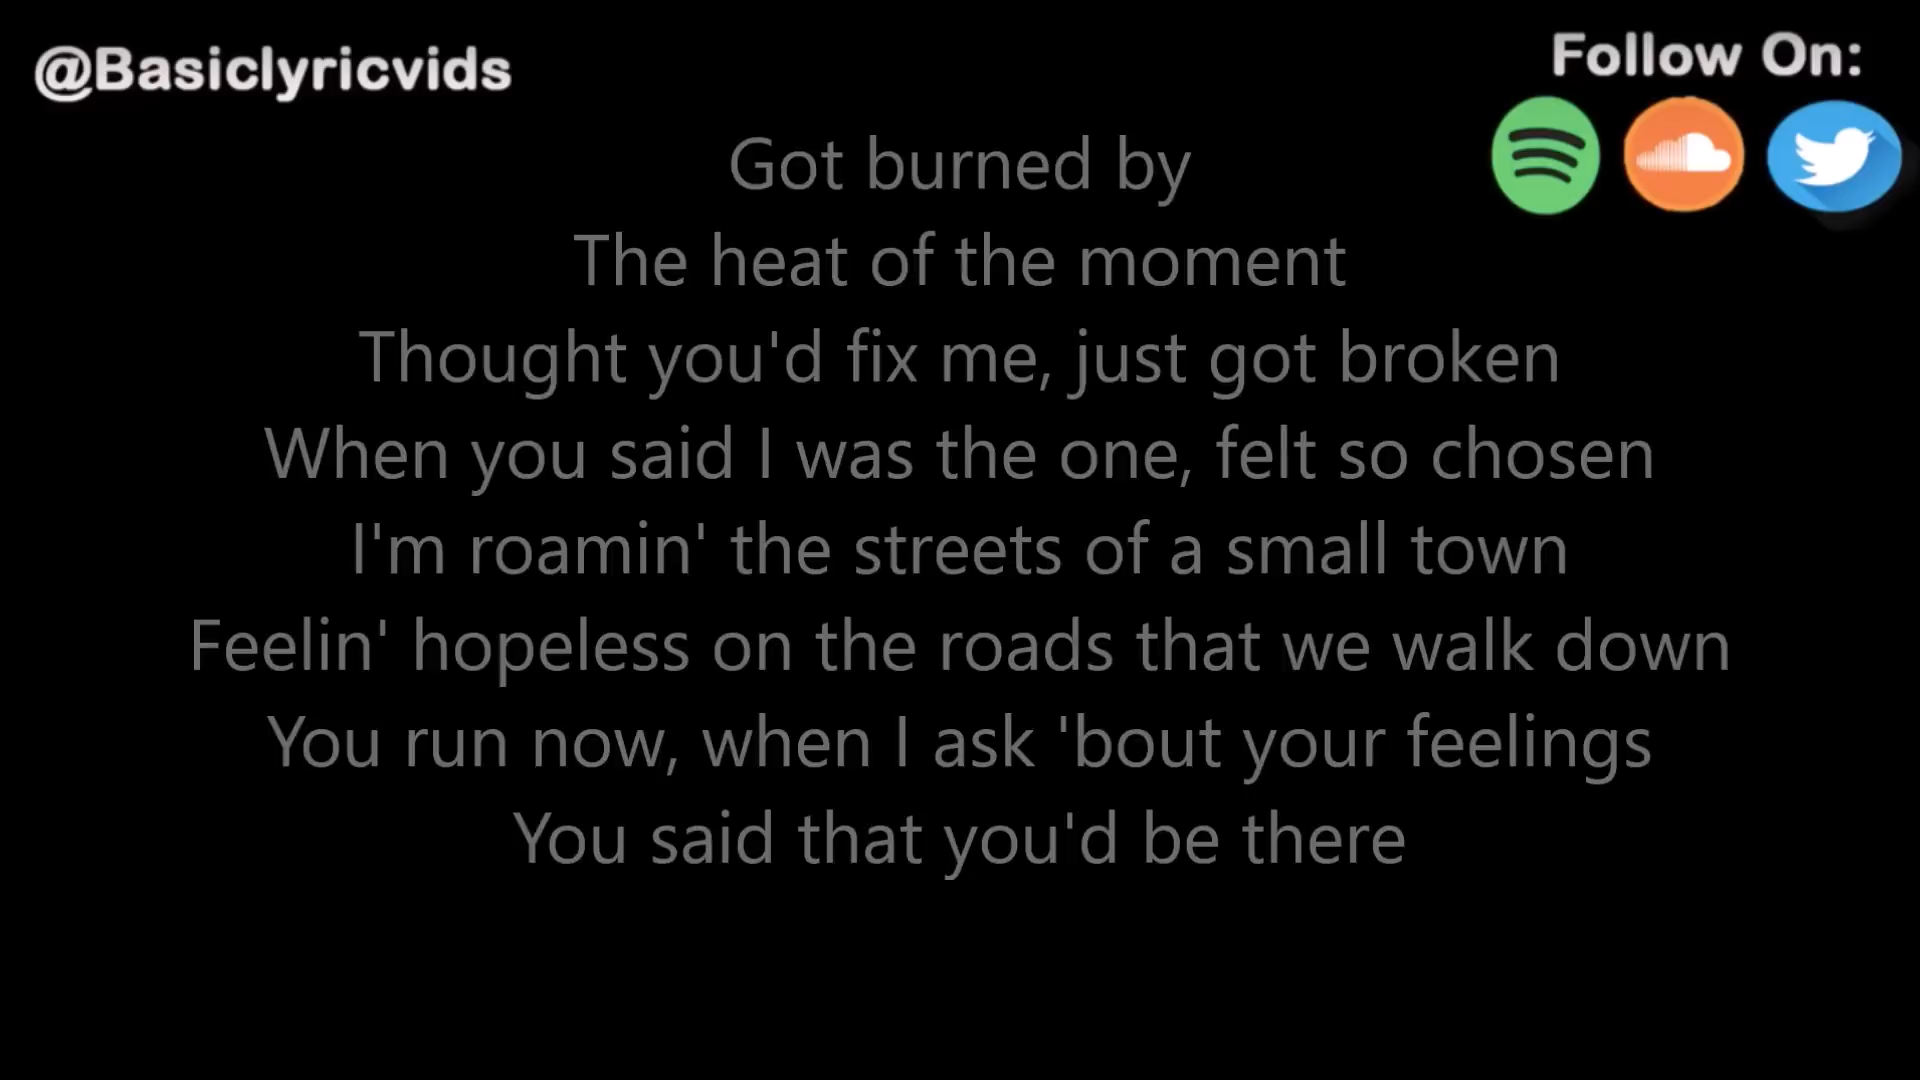 @Basiclyricvids
Follow On:
Got burned by
The heat of the moment
Thought you'd fix me, just got broken
When you said I was the one, felt so chosen
I'm roamin' the streets of a small town
Feelin' hopeless on the roads that we walk down
You run now, when I ask 'bout your feelings
You said that you'd be there